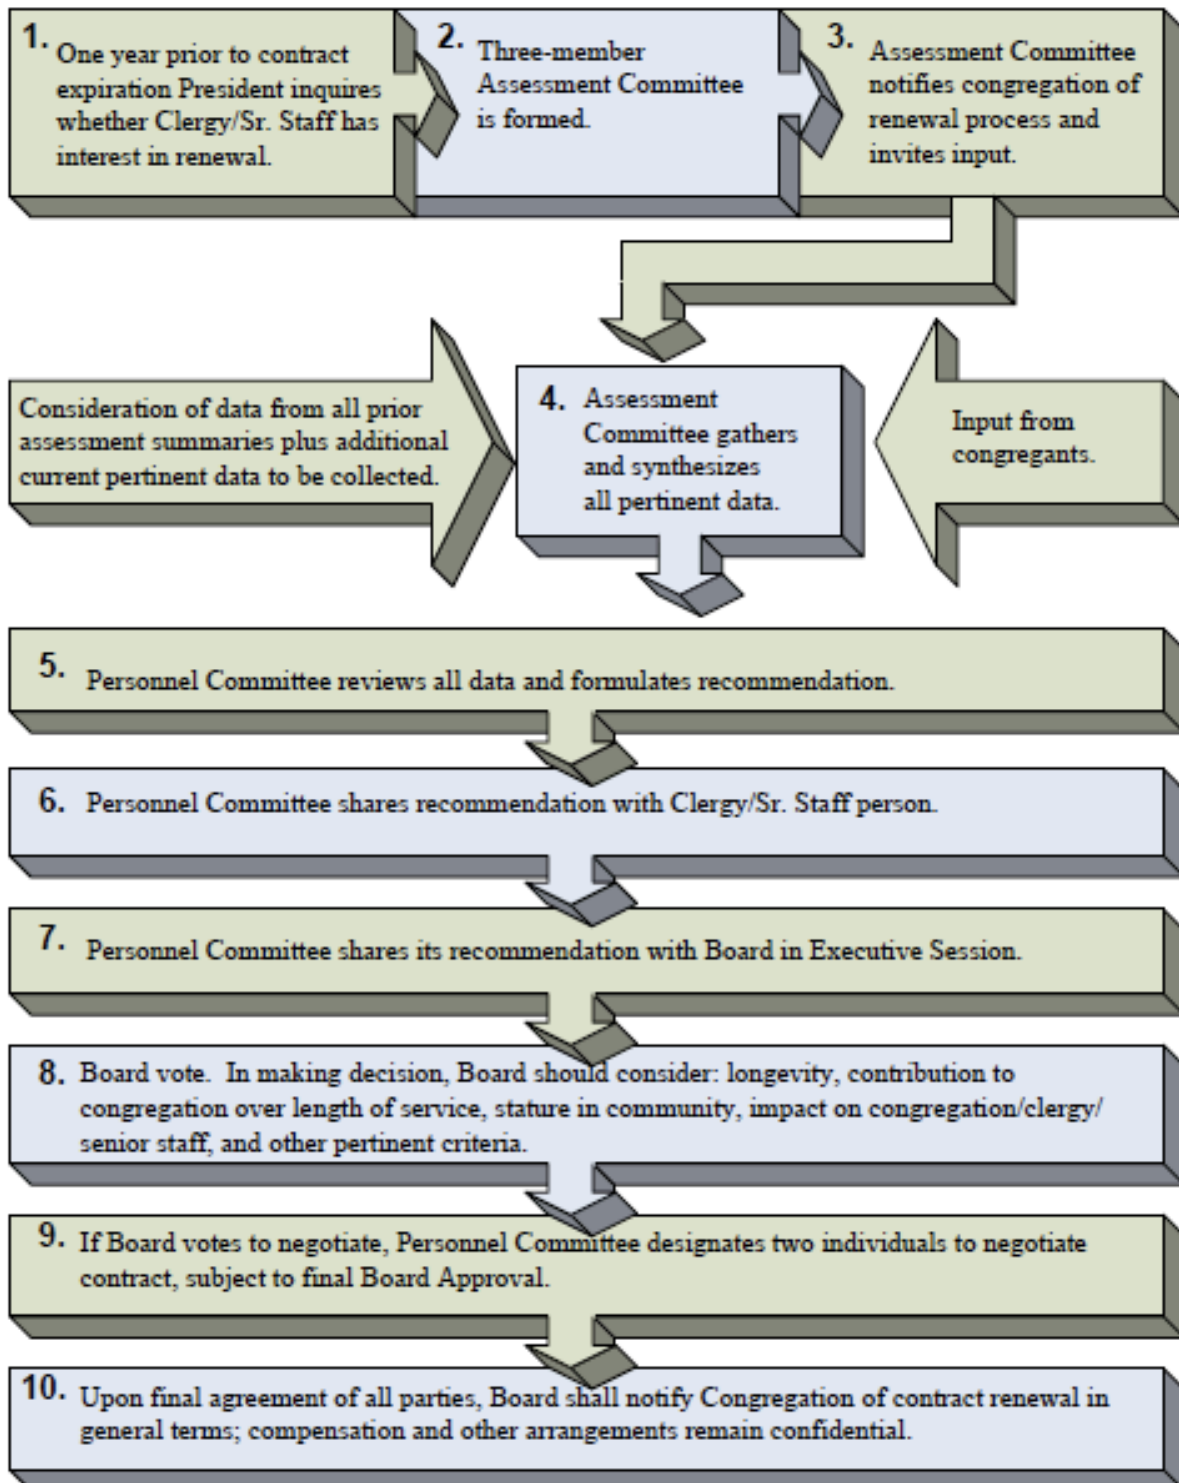 1. One year prior to contract
expiration President inquires
whether Clergy/Sr. Staff has
interest in renewal.
2. Three-member
Assessment Committee
is formed.
3. Assessment Committee
notifies congregation of
renewal process and
invites input.
Consideration of data from all prior
assessment summaries plus additional
current pertinent data to be collected.
4. Assessment
Committee gathers
and synthesizes
all pertinent data.
Input from
congregants.
5. Personnel Committee reviews all data and formulates recommendation.
6. Personnel Committee shares recommendation with Clergy/Sr. Staff person.
7. Personnel Committee shares its recommendation with Board in Executive Session.
8. Board vote.  In making decision, Board should consider: longevity, contribution to
congregation over length of service, stature in community, impact on congregation/clergy/
senior staff, and other pertinent criteria.
9. If Board votes to negotiate, Personnel Committee designates two individuals to negotiate
contract, subject to final Board Approval.
10. Upon final agreement of all parties, Board shall notify Congregation of contract renewal in
general terms; compensation and other arrangements remain confidential.